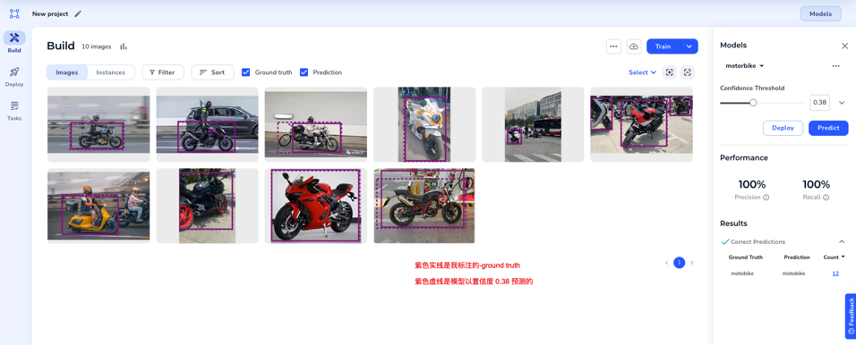 New project
Models
Build
Deploy
Tasks
Build 10 images
Train
Images Instances Filter Sort Ground truth Prediction Select
Models
motorbike
Confidence Threshold
0.38
Deploy Predict
Performance
100% 100%
Precision Recall
Results
Correct Predictions
Ground Truth Prediction Count
motobike motobike 13
紫色实线是我标注的-ground truth
紫色虚线是模型以置信度 0.38 预测的
1
Feedback